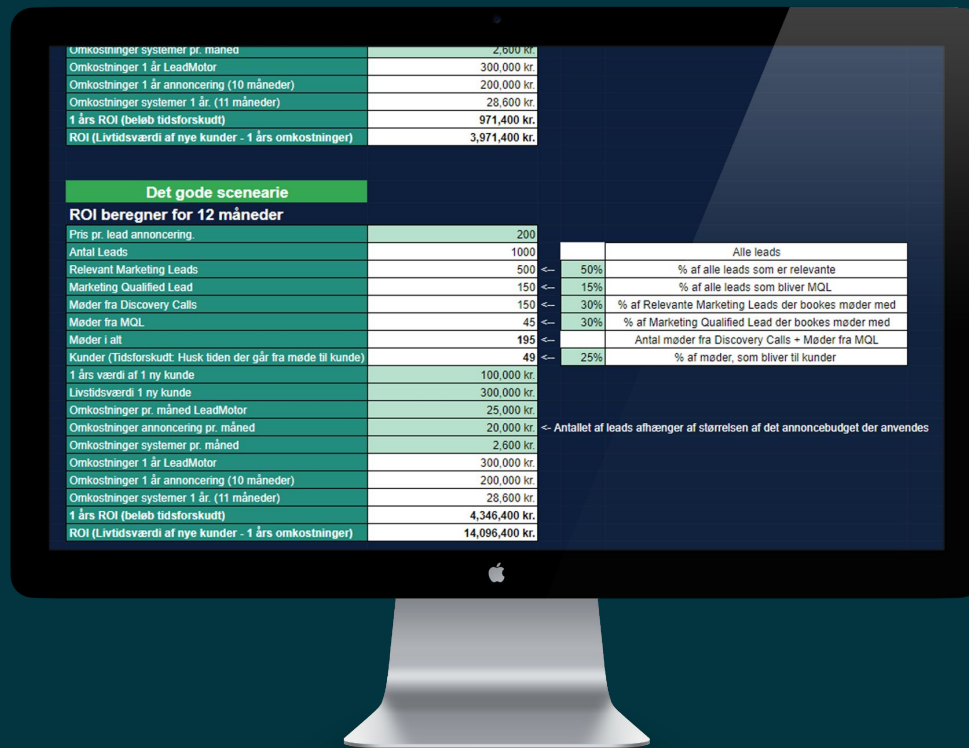 Omkostninger systemer pr. måned 2,600 kr.
Omkostninger 1 år LeadMotor 300,000 kr.
Omkostninger 1 år annoncering (10 måneder) 200,000 kr.
Omkostninger systemer 1 år. (11 måneder) 28,600 kr.
1 års ROI (beløb tidsforskudt) 971,400 kr.
ROI (Livtidsværdi af nye kunder - 1 års omkostninger) 3,971,400 kr.
Det gode scenearie
ROI beregner for 12 måneder
Pris pr. lead annoncering. 200
Antal Leads 1000 Alle leads
Relevant Marketing Leads 500 <-- 50% % af alle leads som er relevante
Marketing Qualified Lead 150 <-- 15% % af alle leads som bliver MQL
Møder fra Discovery Calls 150 <-- 30% % af Relevante Marketing Leads der bookes møder med
Møder fra MQL 45 <-- 30% % af Marketing Qualified Lead der bookes møder med
Møder i alt 195 <-- Antal møder fra Discovery Calls + Møder fra MQL
Kunder (Tidsforskudt: Husk tiden der går fra møde til kunde) 49 <-- 25% % af møder, som bliver til kunder
1 års værdi af 1 ny kunde 100,000 kr.
Livstidsværdi 1 ny kunde 300,000 kr.
Omkostninger pr. måned LeadMotor 25,000 kr.
Omkostninger annoncering pr. måned 20,000 kr. <- Antallet af leads afhænger af størrelsen af det annoncebudget der anvendes
Omkostninger systemer pr. måned 2,600 kr.
Omkostninger 1 år LeadMotor 300,000 kr.
Omkostninger 1 år annoncering (10 måneder) 200,000 kr.
Omkostninger systemer 1 år. (11 måneder) 28,600 kr.
1 års ROI (beløb tidsforskudt) 4,346,400 kr.
ROI (Livtidsværdi af nye kunder - 1 års omkostninger) 14,096,400 kr.